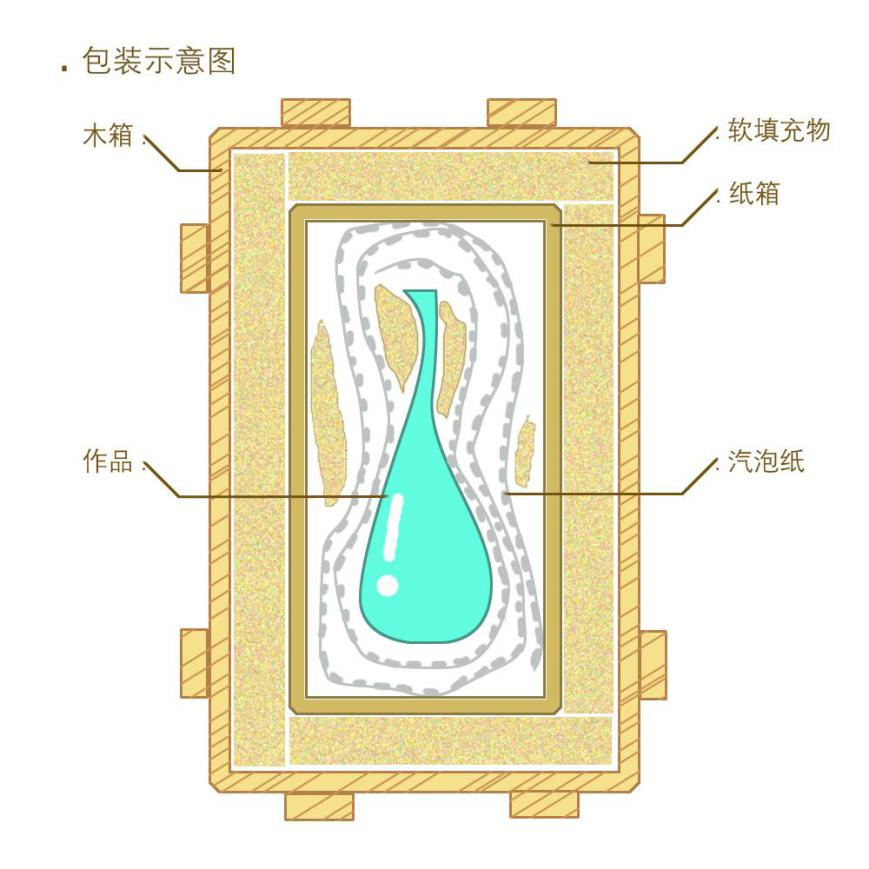 . 包装示意图
木箱 .
. 软填充物
. 纸箱
作品 .
. 汽泡纸